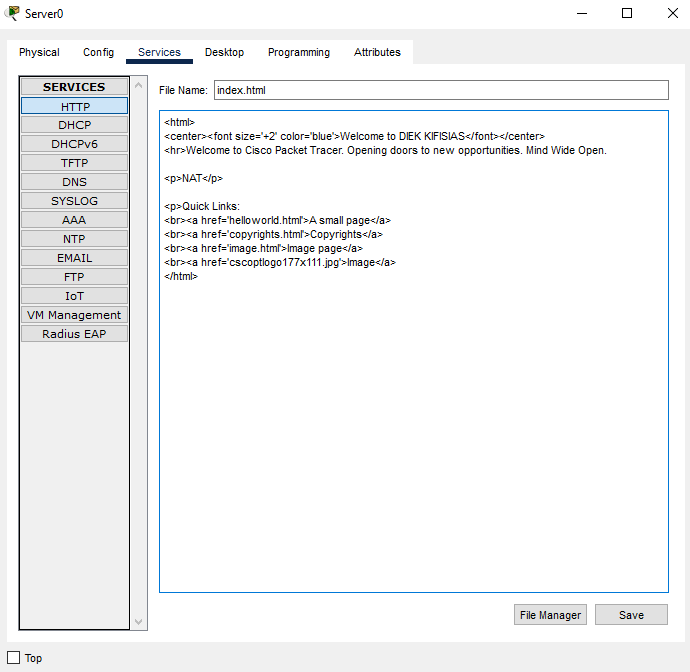 Server0
Physical Config Services Desktop Programming Attributes
SERVICES
HTTP
DHCP
DHCPv6
TFTP
DNS
SYSLOG
AAA
NTP
EMAIL
FTP
IoT
VM Management
Radius EAP
File Name: index.html
<html>
<center><font size='+2' color='blue'>Welcome to DIEK KIFISIAS</font></center>
<hr>Welcome to Cisco Packet Tracer. Opening doors to new opportunities. Mind Wide Open.
<p>NAT</p>
<p>Quick Links:
<br><a href='helloworld.html'>A small page</a>
<br><a href='copyrights.html'>Copyrights</a>
<br><a href='image.html'>Image page</a>
<br><a href='cscoptlogo177x111.jpg'>Image</a>
</html>
File Manager Save
Top